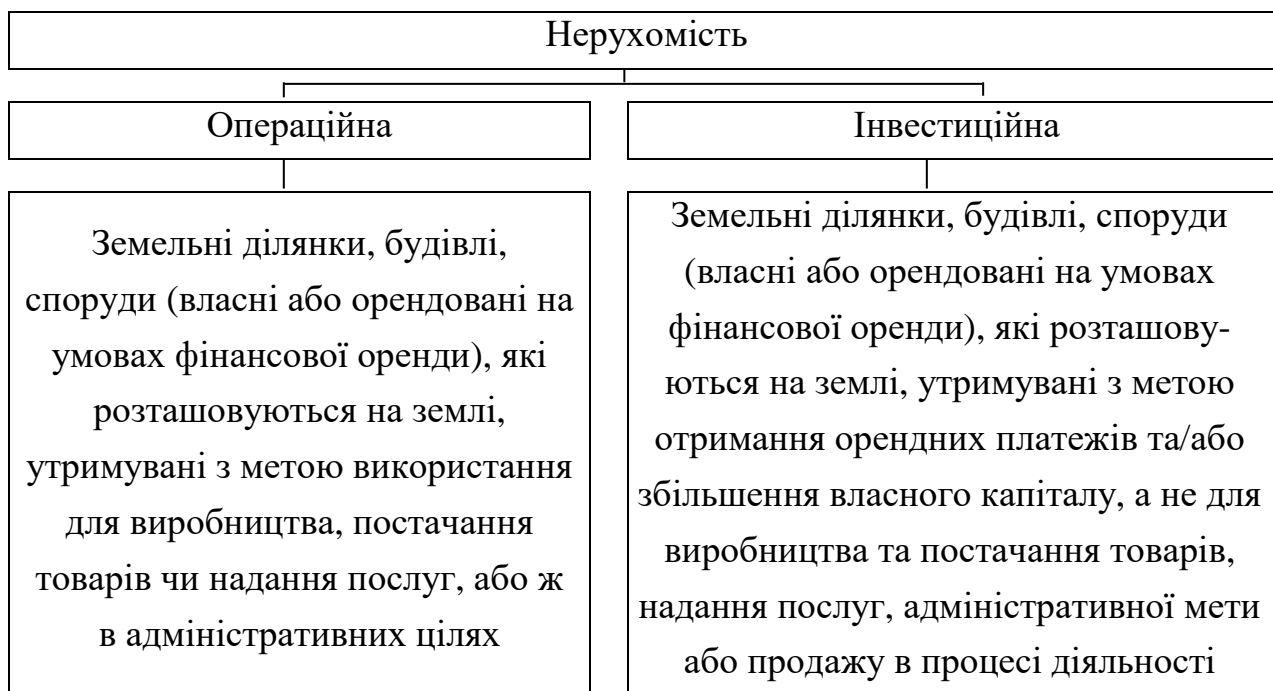 Нерухомість
Операційна
Інвестиційна
Земельні ділянки, будівлі,
споруди (власні або орендовані на
умовах фінансової оренди), які
розташовуються на землі,
утримувані з метою використання
для виробництва, постачання
товарів чи надання послуг, або ж
в адміністративних цілях
Земельні ділянки, будівлі, споруди
(власні або орендовані на умовах
фінансової оренди), які розташову-
ються на землі, утримувані з метою
отримання орендних платежів та/або
збільшення власного капіталу, а не для
виробництва та постачання товарів,
надання послуг, адміністративної мети
або продажу в процесі діяльності